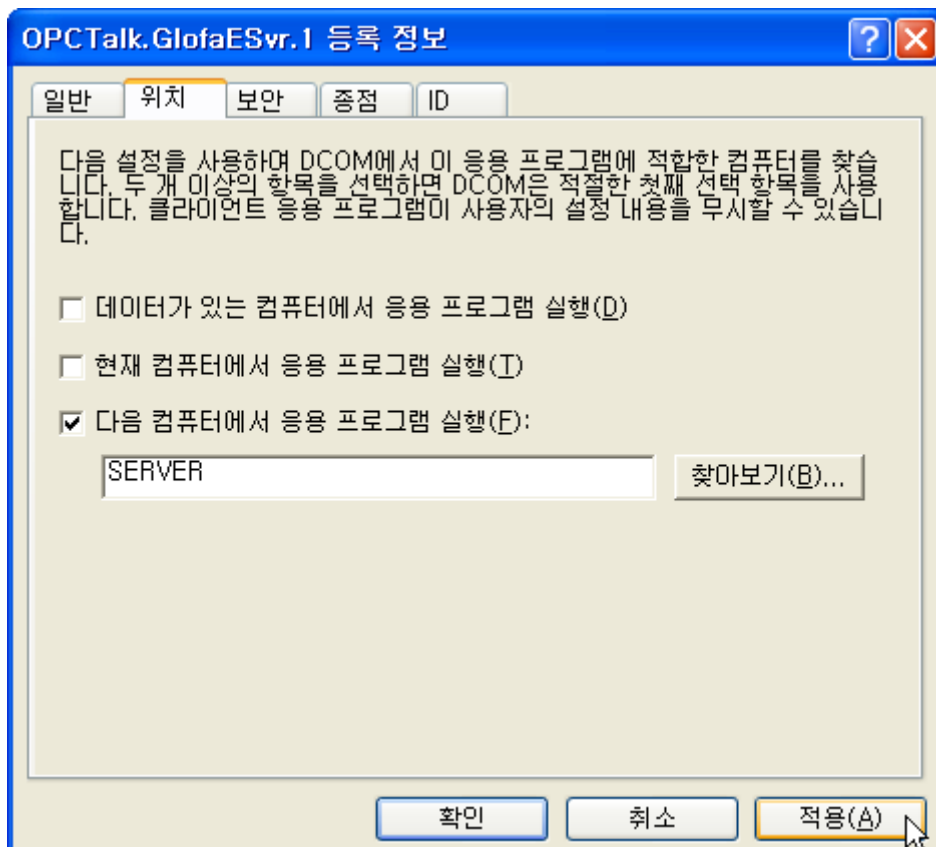 OPCTalk.GlofaESvr.1 등록 정보
일반 위치 보안 종점 ID
다음 설정을 사용하여 DCOM에서 이 응용 프로그램에 적합한 컴퓨터를 찾습
니다. 두 개 이상의 항목을 선택하면 DCOM은 적절한 첫째 선택 항목을 사용
합니다. 클라이언트 응용 프로그램이 사용자의 설정 내용을 무시할 수 있습니
다.
데이터가 있는 컴퓨터에서 응용 프로그램 실행(D)
현재 컴퓨터에서 응용 프로그램 실행(T)
다음 컴퓨터에서 응용 프로그램 실행(F):
SERVER 찾아보기(B)...
확인 취소 적용(A)